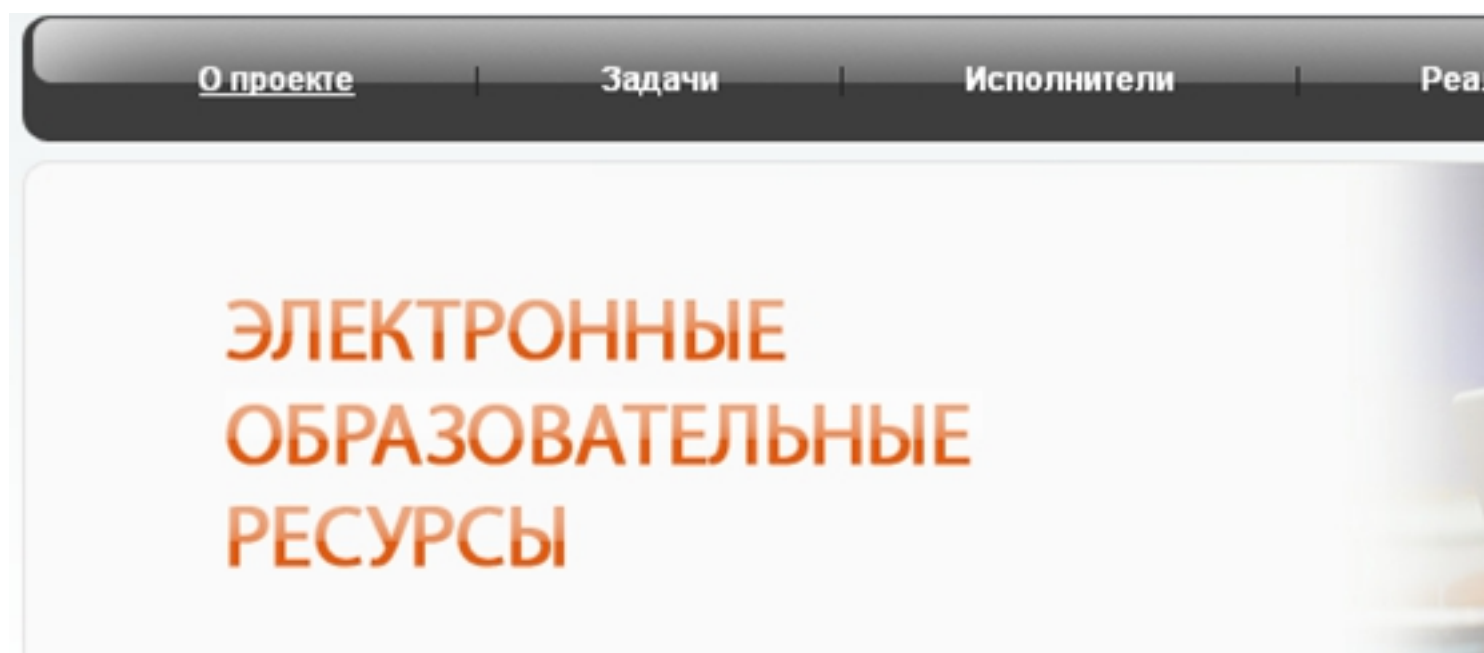 О проекте Задачи Исполнители
ЭЛЕКТРОННЫЕ
ОБРАЗОВАТЕЛЬНЫЕ
РЕСУРСЫ